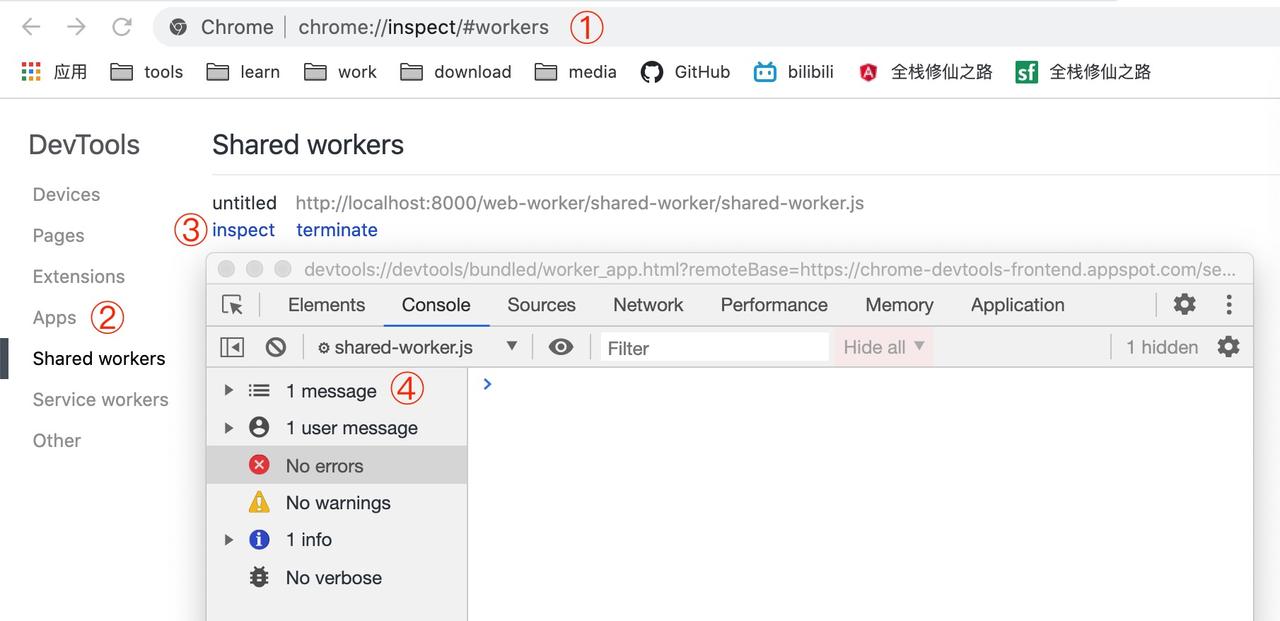 Chrome | chrome://inspect/#workers ①
应用 tools learn work download media GitHub bilibili 全栈修仙之路 sf 全栈修仙之路
DevTools
Devices
Pages
Extensions
Apps ②
Shared workers
Service workers
Other
Shared workers
untitled http://localhost:8000/web-worker/shared-worker/shared-worker.js
③ inspect terminate
devtools://devtools/bundled/worker_app.html?remoteBase=https://chrome-devtools-frontend.appspot.com/se...
Elements Console Sources Network Performance Memory Application
shared-worker.js Filter Hide all 1 hidden
1 message ④
1 user message
No errors
No warnings
1 info
No verbose